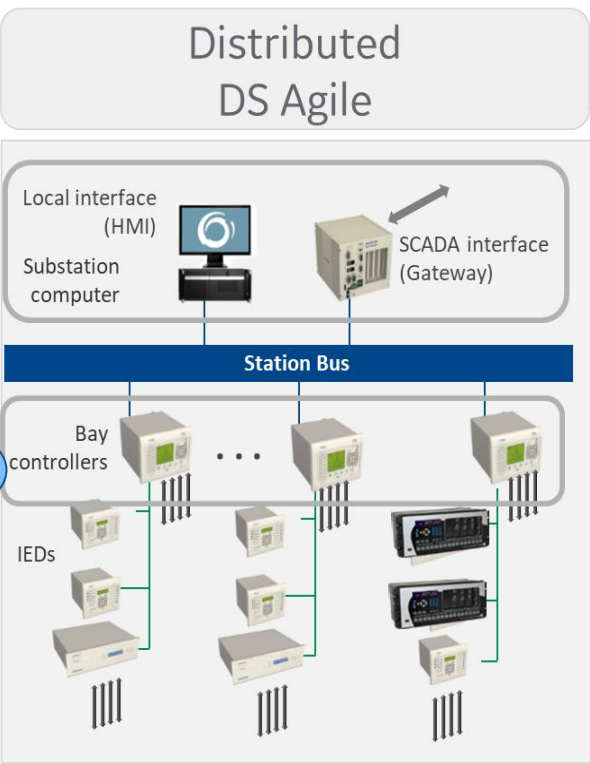 Distributed
DS Agile
Local interface
(HMI)
Substation
computer
SCADA interface
(Gateway)
Station Bus
Bay
controllers
. . .
IEDs